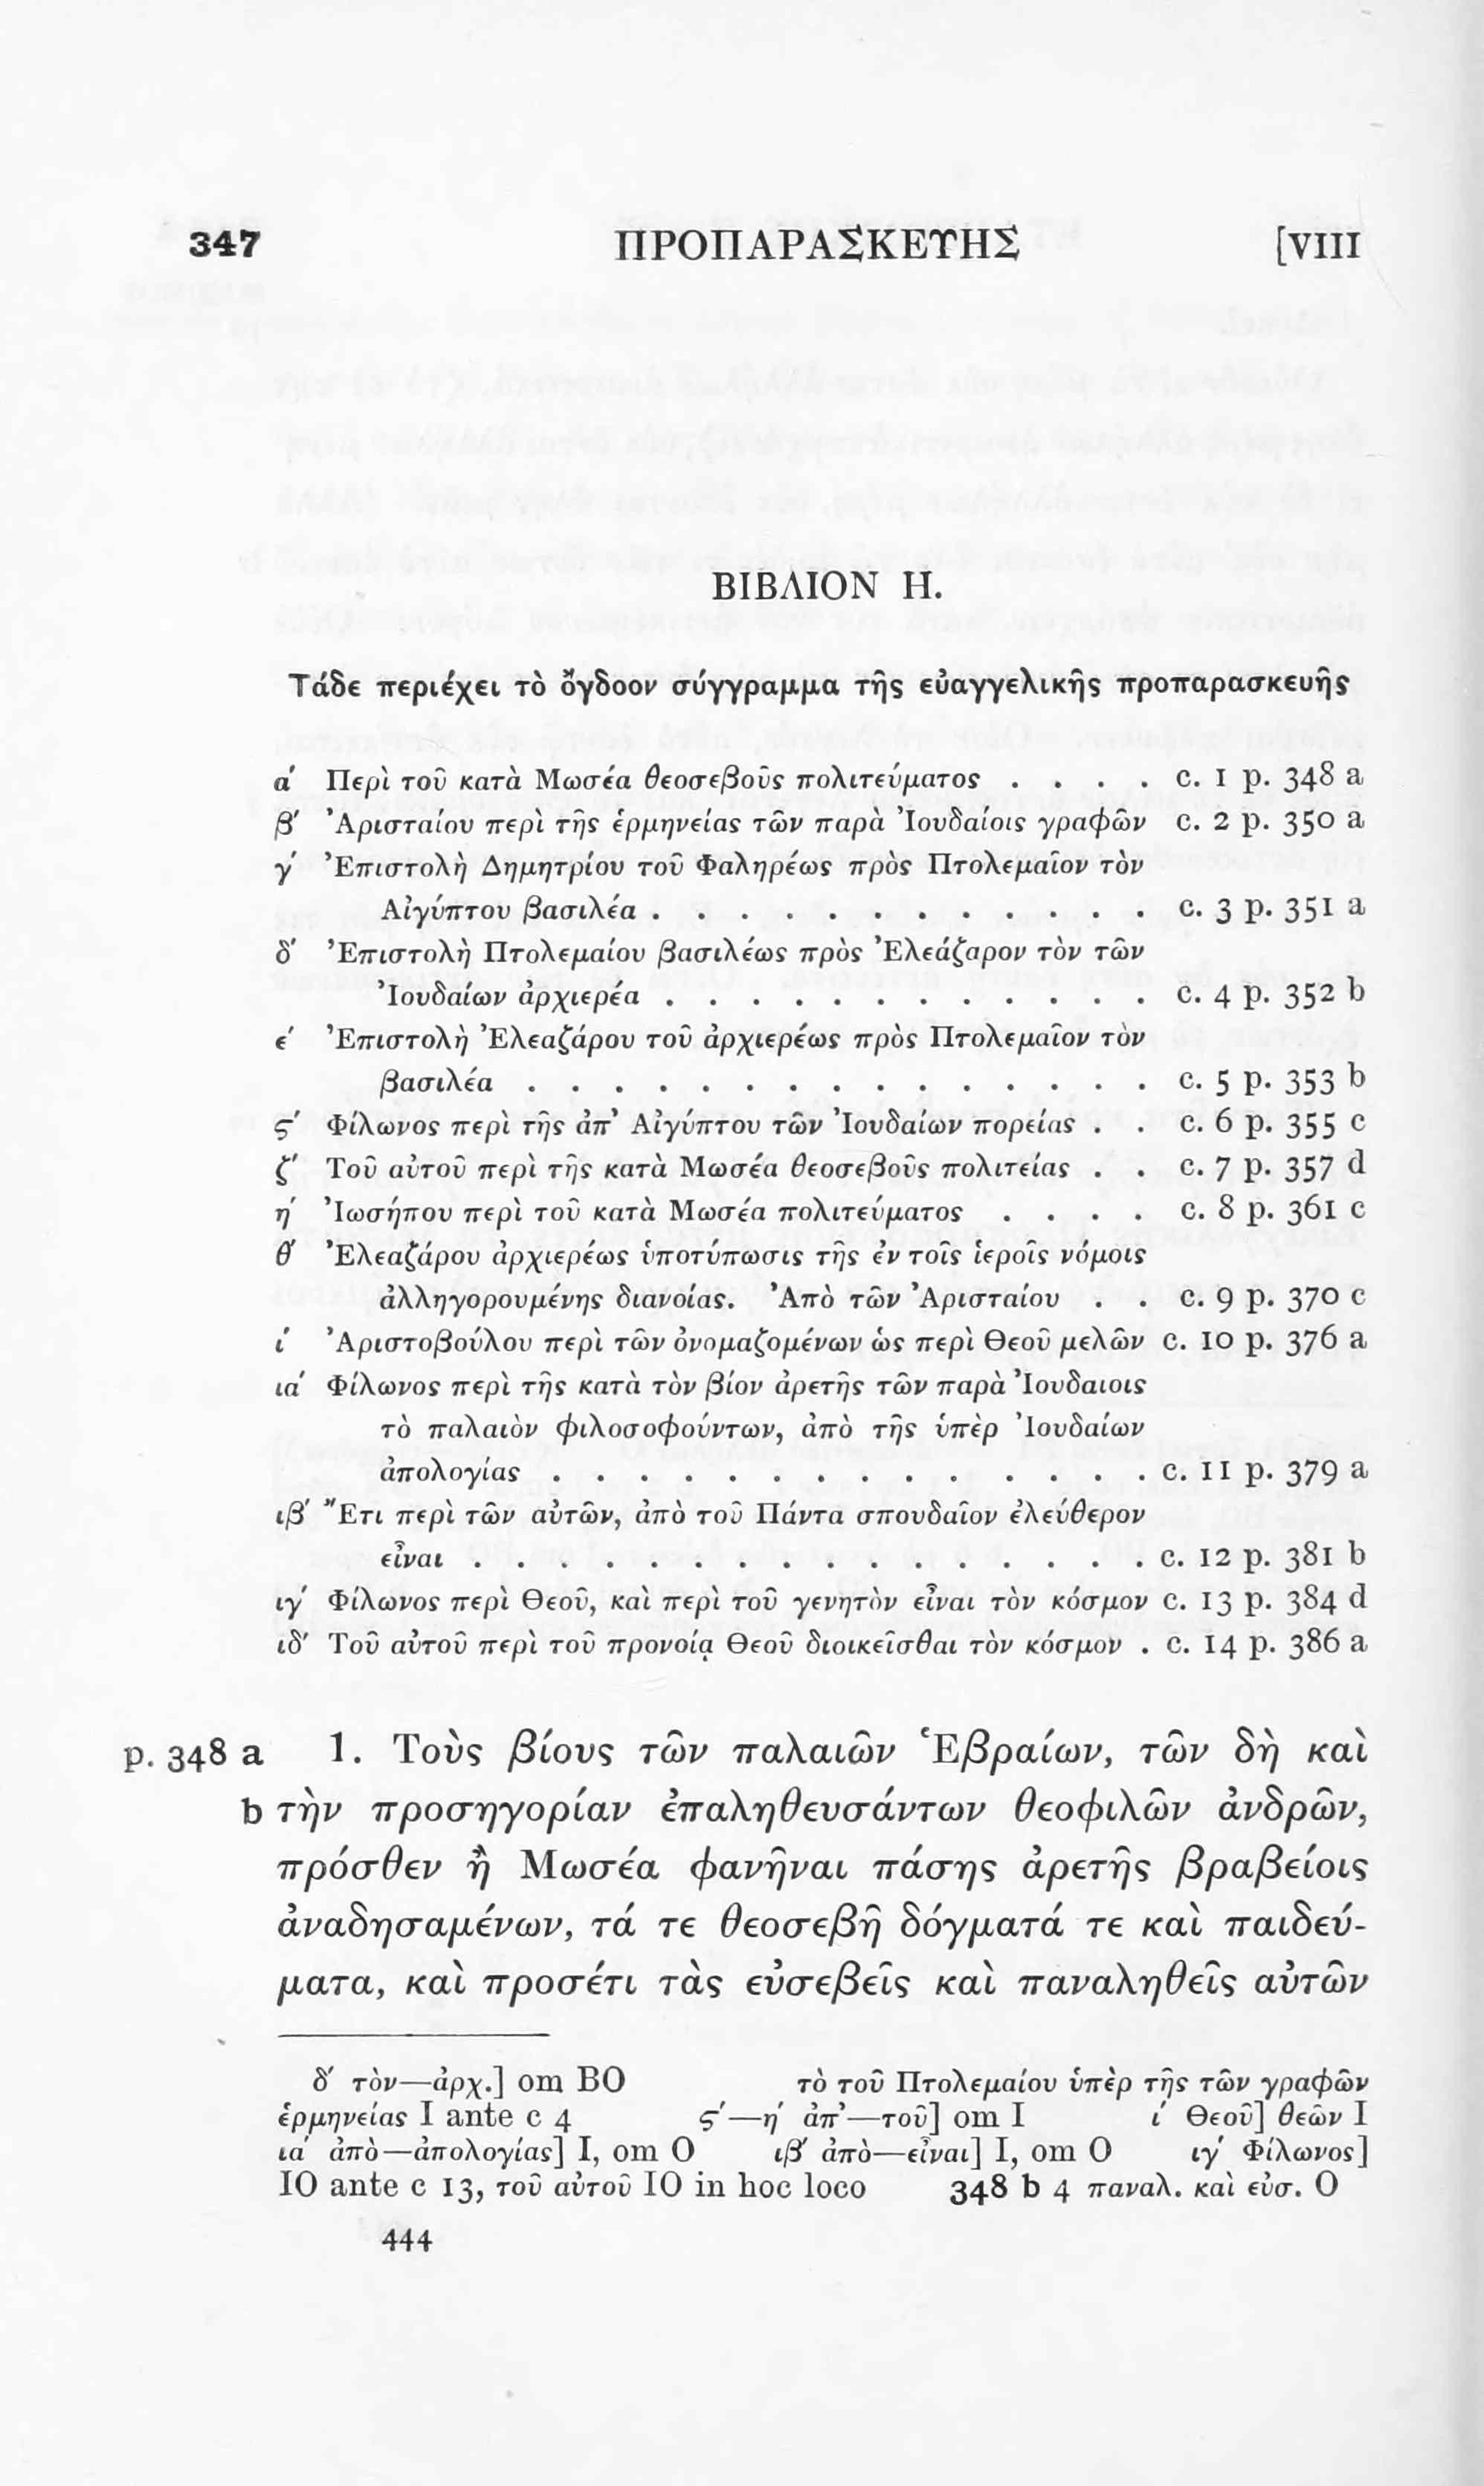 347 ΠΡΟΠΑΡΑΣΚΕΥΗΣ [VIII
ΒΙΒΛΙΟΝ Η.
Τάδε περιέχει τὸ ὄγδοον σύγγραμμα τῆς εὐαγγελικῆς προπαρασκευῆς
α΄ Περὶ τοῦ κατὰ Μωσέα θεοσεβοῦς πολιτεύματος . . . . c. 1 p. 348 a
β΄ Ἀρισταίου περὶ τῆς ἑρμηνείας τῶν παρὰ Ἰουδαίοις γραφῶν c. 2 p. 350 a
γ΄ Ἐπιστολὴ Δημητρίου τοῦ Φαληρέως πρὸς Πτολεμαῖον τὸν
Αἰγύπτου βασιλέα . . . . . . . . . . . . c. 3 p. 351 a
δ΄ Ἐπιστολὴ Πτολεμαίου βασιλέως πρὸς Ἐλεάζαρον τὸν τῶν
Ἰουδαίων ἀρχιερέα . . . . . . . . . . . . c. 4 p. 352 b
ε΄ Ἐπιστολὴ Ἐλεαζάρου τοῦ ἀρχιερέως πρὸς Πτολεμαῖον τὸν
βασιλέα . . . . . . . . . . . . . . . c. 5 p. 353 b
ϛ΄ Φίλωνος περὶ τῆς ἀπ’ Αἰγύπτου τῶν Ἰουδαίων πορείας . . c. 6 p. 355 c
ζ΄ Τοῦ αὐτοῦ περὶ τῆς κατὰ Μωσέα θεοσεβοῦς πολιτείας . . c. 7 p. 357 d
η΄ Ἰωσήπου περὶ τοῦ κατὰ Μωσέα πολιτεύματος . . . . c. 8 p. 361 c
θ΄ Ἐλεαζάρου ἀρχιερέως ὑποτύπωσις τῆς ἐν τοῖς ἱεροῖς νόμοις
ἀλληγορουμένης διανοίας. Ἀπὸ τῶν Ἀρισταίου . . c. 9 p. 370 c
ι΄ Ἀριστοβούλου περὶ τῶν ὀνομαζομένων ὡς περὶ Θεοῦ μελῶν c. 10 p. 376 a
ια΄ Φίλωνος περὶ τῆς κατὰ τὸν βίον ἀρετῆς τῶν παρὰ Ἰουδαιοις
τὸ παλαιὸν φιλοσοφούντων, ἀπὸ τῆς ὑπὲρ Ἰουδαίων
ἀπολογίας . . . . . . . . . . . . . . c. 11 p. 379 a
ιβ΄ Ἔτι περὶ τῶν αὐτῶν, ἀπὸ τοῦ Πάντα σπουδαῖον ἐλεύθερον
εἶναι . . . . . . . . . . . . . . . . c. 12 p. 381 b
ιγ΄ Φίλωνος περὶ Θεοῦ, καὶ περὶ τοῦ γενητὸν εἶναι τὸν κόσμον c. 13 p. 384 d
ιδ΄ Τοῦ αὐτοῦ περὶ τοῦ προνοίᾳ Θεοῦ διοικεῖσθαι τὸν κόσμον . c. 14 p. 386 a
p. 348 a 1. Τοὺς βίους τῶν παλαιῶν Ἑβραίων, τῶν δὴ καὶ
b τὴν προσηγορίαν ἐπαληθευσάντων θεοφιλῶν ἀνδρῶν,
πρόσθεν ἢ Μωσέα φανῆναι πάσης ἀρετῆς βραβείοις
ἀναδησαμένων, τά τε θεοσεβῆ δόγματά τε καὶ παιδεύ-
ματα, καὶ προσέτι τὰς εὐσεβεῖς καὶ παναληθεῖς αὐτῶν
δ΄ τὸν—ἀρχ.] om BO τὸ τοῦ Πτολεμαίου ὑπὲρ τῆς τῶν γραφῶν
ἑρμηνείας I ante c 4 ϛ΄—η΄ ἀπ’—τοῦ] om I ι΄ Θεοῦ] θεῶν I
ια΄ ἀπὸ—ἀπολογίας] I, om O ιβ΄ ἀπὸ—εἶναι] I, om O ιγ΄ Φίλωνος]
IO ante c 13, τοῦ αὐτοῦ IO in hoc loco 348 b 4 παναλ. καὶ εὐσ. O
444